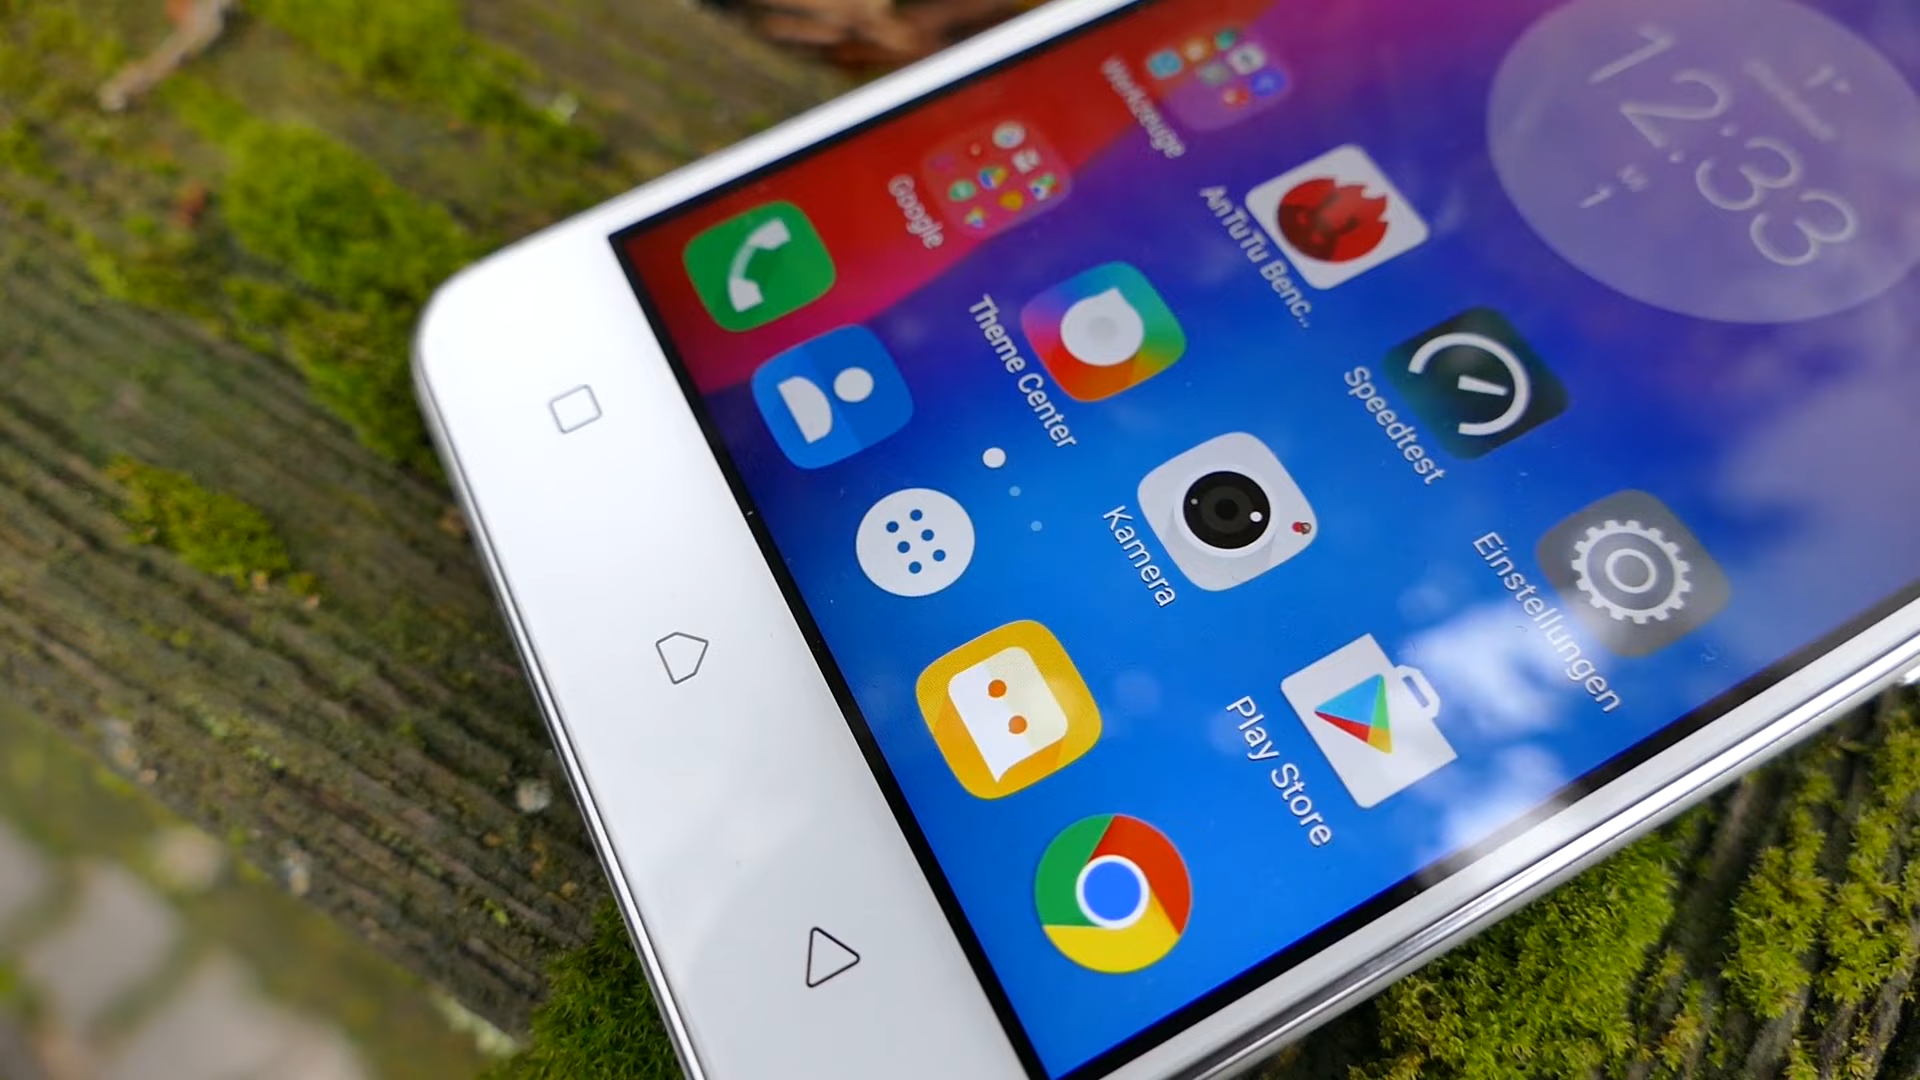 12:33
Werkzeuge
Google
AnTuTu Benc..
Theme Center
Speedtest
Kamera
Einstellungen
Play Store